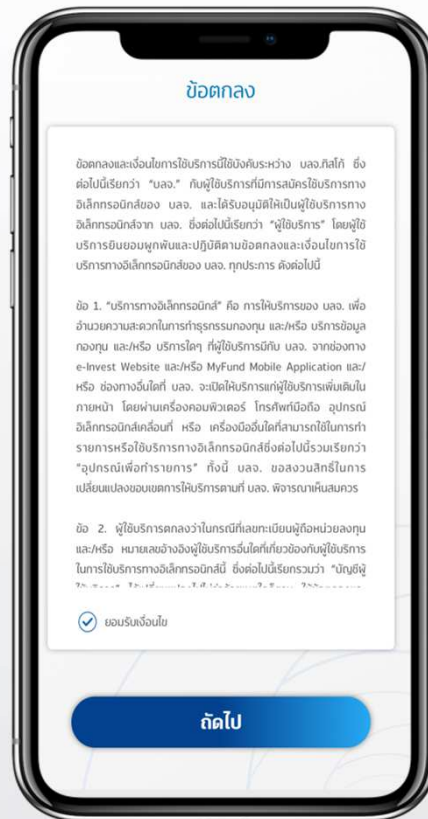 ข้อตกลง
ข้อตกลงและเงื่อนไขการใช้บริการนี้ใช้บังคับระหว่าง บลจ.ทิสโก้ ซึ่ง
ต่อไปนี้เรียกว่า “บลจ.” กับผู้ใช้บริการที่มีการสมัครใช้บริการทาง
อิเล็กทรอนิกส์ของ บลจ. และได้รับอนุมัติให้เป็นผู้ใช้บริการทาง
อิเล็กทรอนิกส์จาก บลจ. ซึ่งต่อไปนี้เรียกว่า “ผู้ใช้บริการ” โดยผู้ใช้
บริการยินยอมผูกพันและปฏิบัติตามข้อตกลงและเงื่อนไขการใช้
บริการทางอิเล็กทรอนิกส์ของ บลจ. ทุกประการ ดังต่อไปนี้
ข้อ 1. “บริการทางอิเล็กทรอนิกส์” คือ การให้บริการของ บลจ. เพื่อ
อำนวยความสะดวกในการทำธุรกรรมกองทุน และ/หรือ บริการข้อมูล
กองทุน และ/หรือ บริการใดๆ ที่ผู้ใช้บริการมีกับ บลจ. จากช่องทาง
e-Invest Website และ/หรือ MyFund Mobile Application และ/
หรือ ช่องทางอื่นใดที่ บลจ. จะเปิดให้บริการแก่ผู้ใช้บริการเพิ่มเติมใน
ภายหน้า โดยผ่านเครื่องคอมพิวเตอร์ โทรศัพท์มือถือ อุปกรณ์
อิเล็กทรอนิกส์เคลื่อนที่ หรือ เครื่องมืออื่นใดที่สามารถใช้ในการทำ
รายการหรือใช้บริการทางอิเล็กทรอนิกส์ซึ่งต่อไปนี้รวมเรียกว่า
“อุปกรณ์เพื่อทำรายการ” ทั้งนี้ บลจ. ขอสงวนสิทธิ์ในการ
เปลี่ยนแปลงขอบเขตการให้บริการตามที่ บลจ. พิจารณาเห็นสมควร
ข้อ 2. ผู้ใช้บริการตกลงว่าในกรณีที่เลขทะเบียนผู้ถือหน่วยลงทุน
และ/หรือ หมายเลขอ้างอิงผู้ใช้บริการอื่นใดที่เกี่ยวข้องกับผู้ใช้บริการ
ในการใช้บริการทางอิเล็กทรอนิกส์นี้ ซึ่งต่อไปนี้เรียกรวมว่า “บัญชีผู้
ยอมรับเงื่อนไข
ถัดไป